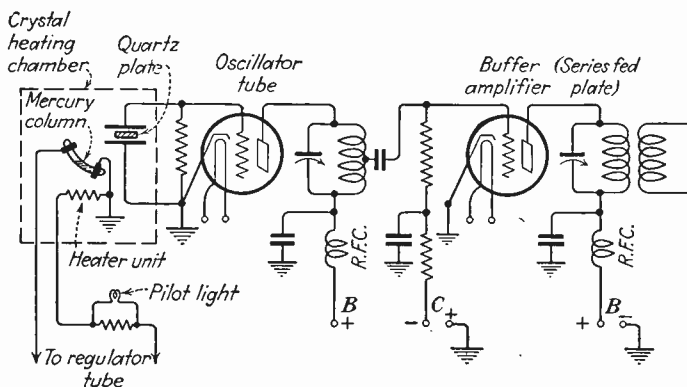 Crystal
heating
chamber
Quartz
plate
Mercury
column
Oscillator
tube
Buffer (Series fed
amplifier plate)
R.F.C.
R.F.C.
Heater unit
Pilot light
B
+
C
- +
B
+ -
To regulator
tube